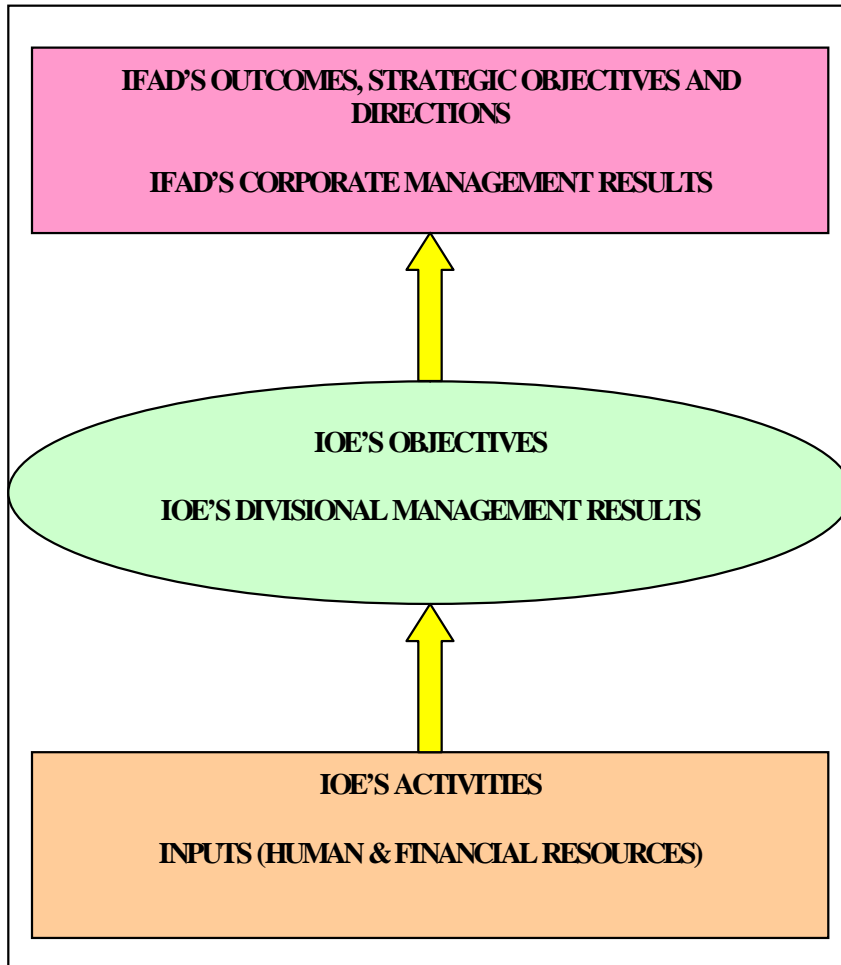 IFAD'S OUTCOMES, STRATEGIC OBJECTIVES AND
DIRECTIONS
IFAD'S CORPORATE MANAGEMENT RESULTS
IOE'S OBJECTIVES
IOE'S DIVISIONAL MANAGEMENT RESULTS
IOE'S ACTIVITIES
INPUTS (HUMAN & FINANCIAL RESOURCES)